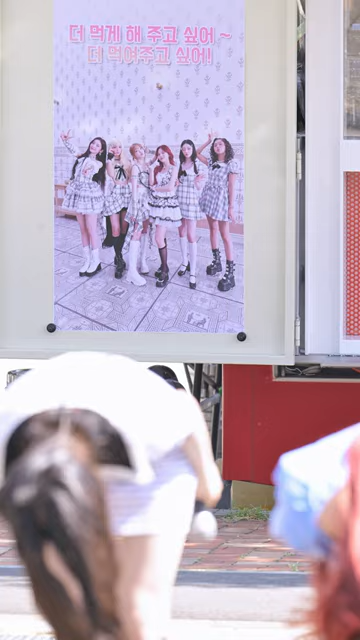 더 먹게 해 주고 싶어 ~
더 먹여주고 싶어!